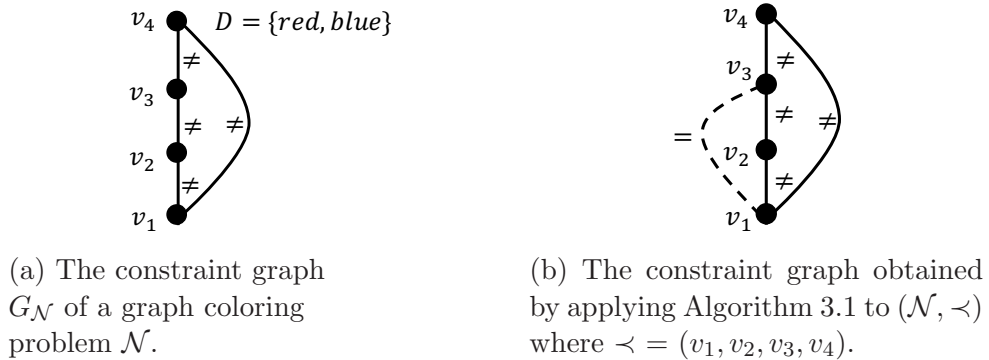 v₄ D = {red, blue}
≠
v₃
≠ ≠
v₂
≠
v₁
(a) The constraint graph
G_𝒩 of a graph coloring
problem 𝒩.
v₄
≠
v₃
≠ ≠
=
v₂
≠
v₁
(b) The constraint graph obtained
by applying Algorithm 3.1 to (𝒩, ≺)
where ≺ = (v₁, v₂, v₃, v₄).